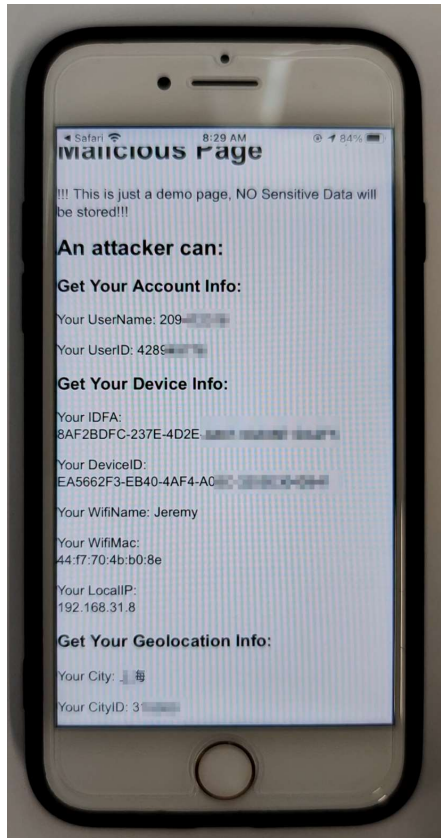 Safari
8:29 AM
84%
Malicious Page
!!! This is just a demo page, NO Sensitive Data will
be stored!!!
An attacker can:
Get Your Account Info:
Your UserName: 209
Your UserID: 4289
Get Your Device Info:
Your IDFA:
8AF2BDFC-237E-4D2E-
Your DeviceID:
EA5662F3-EB40-4AF4-A0
Your WifiName: Jeremy
Your WifiMac:
44:f7:70:4b:b0:8e
Your LocalIP:
192.168.31.8
Get Your Geolocation Info:
Your City: 海
Your CityID: 31